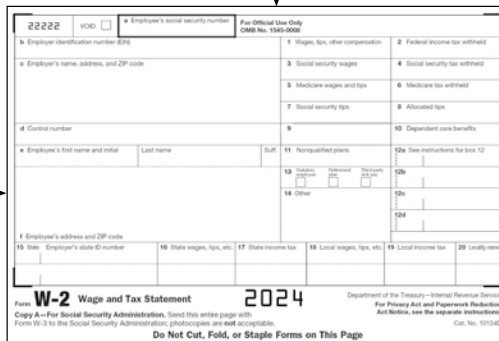 22222 VOID a Employee's social security number For Official Use Only
OMB No. 1545-0008
b Employer identification number (EIN) 1 Wages, tips, other compensation 2 Federal income tax withheld
c Employer's name, address, and ZIP code 3 Social security wages 4 Social security tax withheld
5 Medicare wages and tips 6 Medicare tax withheld
7 Social security tips 8 Allocated tips
d Control number 9 10 Dependent care benefits
e Employee's first name and initial Last name Suff. 11 Nonqualified plans 12a See instructions for box 12
13 Statutory employee Retirement plan Third-party sick pay 12b
14 Other 12c
12d
f Employee's address and ZIP code
15 State Employer's state ID number 16 State wages, tips, etc. 17 State income tax 18 Local wages, tips, etc. 19 Local income tax 20 Locality name
Form W-2 Wage and Tax Statement 2024 Department of the Treasury—Internal Revenue Service
For Privacy Act and Paperwork Reduction
Act Notice, see the separate instructions
Copy A—For Social Security Administration. Send this entire page with
Form W-3 to the Social Security Administration; photocopies are not acceptable. Cat. No. 10134D
Do Not Cut, Fold, or Staple Forms on This Page